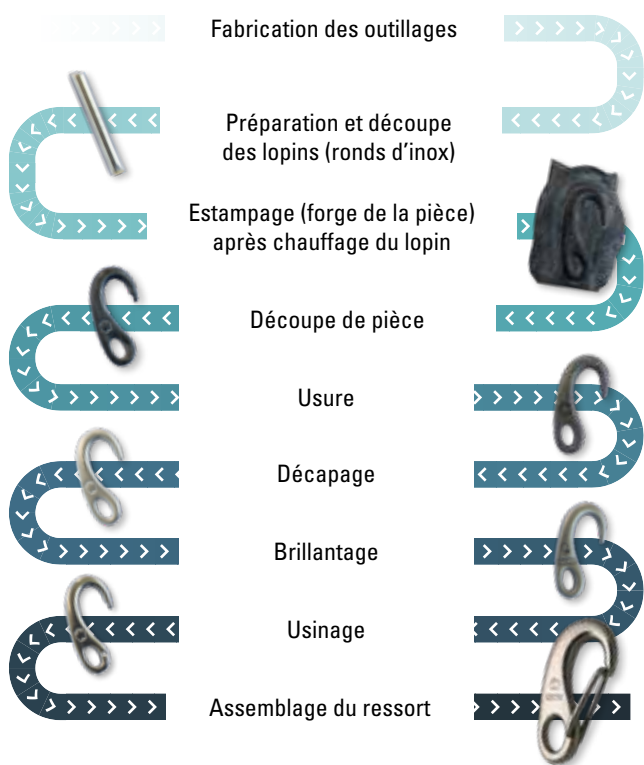 Fabrication des outillages
Préparation et découpe
des lopins (ronds d'inox)
Estampage (forge de la pièce)
après chauffage du lopin
Découpe de pièce
Usure
Décapage
Brillantage
Usinage
Assemblage du ressort